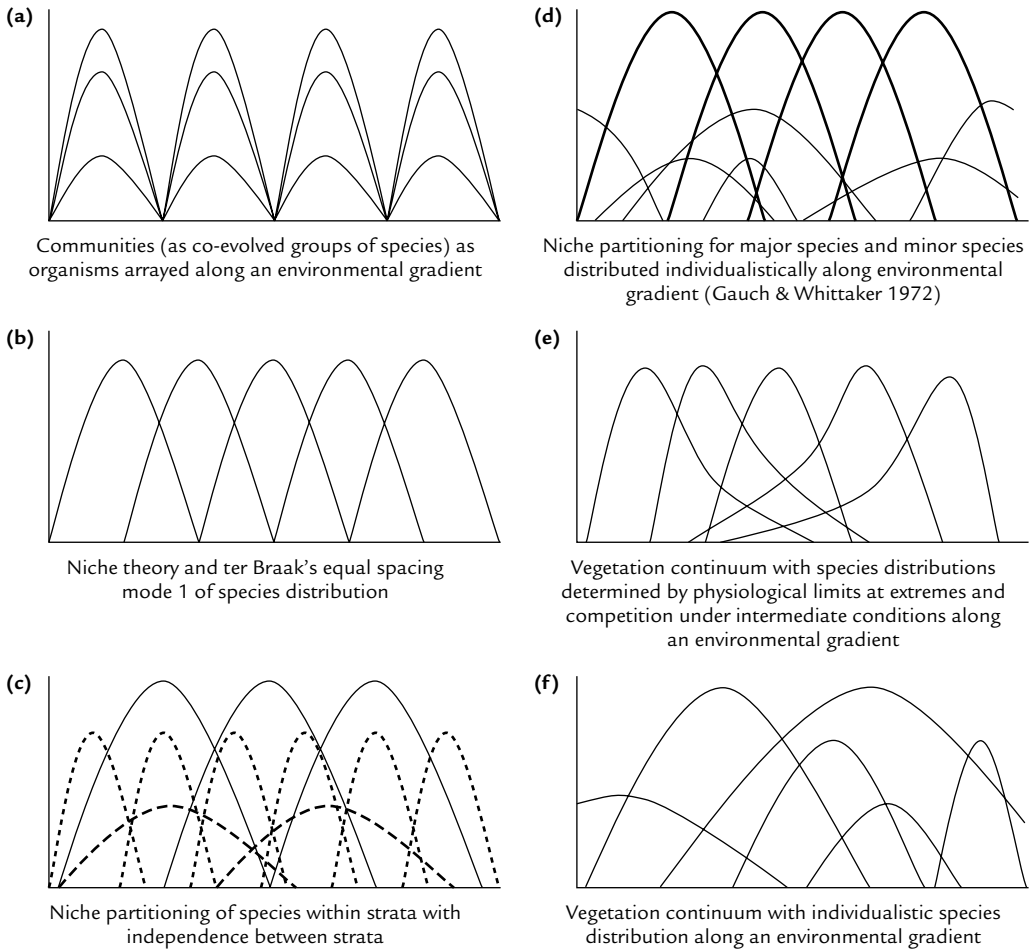 (a)
Communities (as co-evolved groups of species) as
organisms arrayed along an environmental gradient
(b)
Niche theory and ter Braak's equal spacing
mode 1 of species distribution
(c)
Niche partitioning of species within strata with
independence between strata
(d)
Niche partitioning for major species and minor species
distributed individualistically along environmental
gradient (Gauch & Whittaker 1972)
(e)
Vegetation continuum with species distributions
determined by physiological limits at extremes and
competition under intermediate conditions along
an environmental gradient
(f)
Vegetation continuum with individualistic species
distribution along an environmental gradient